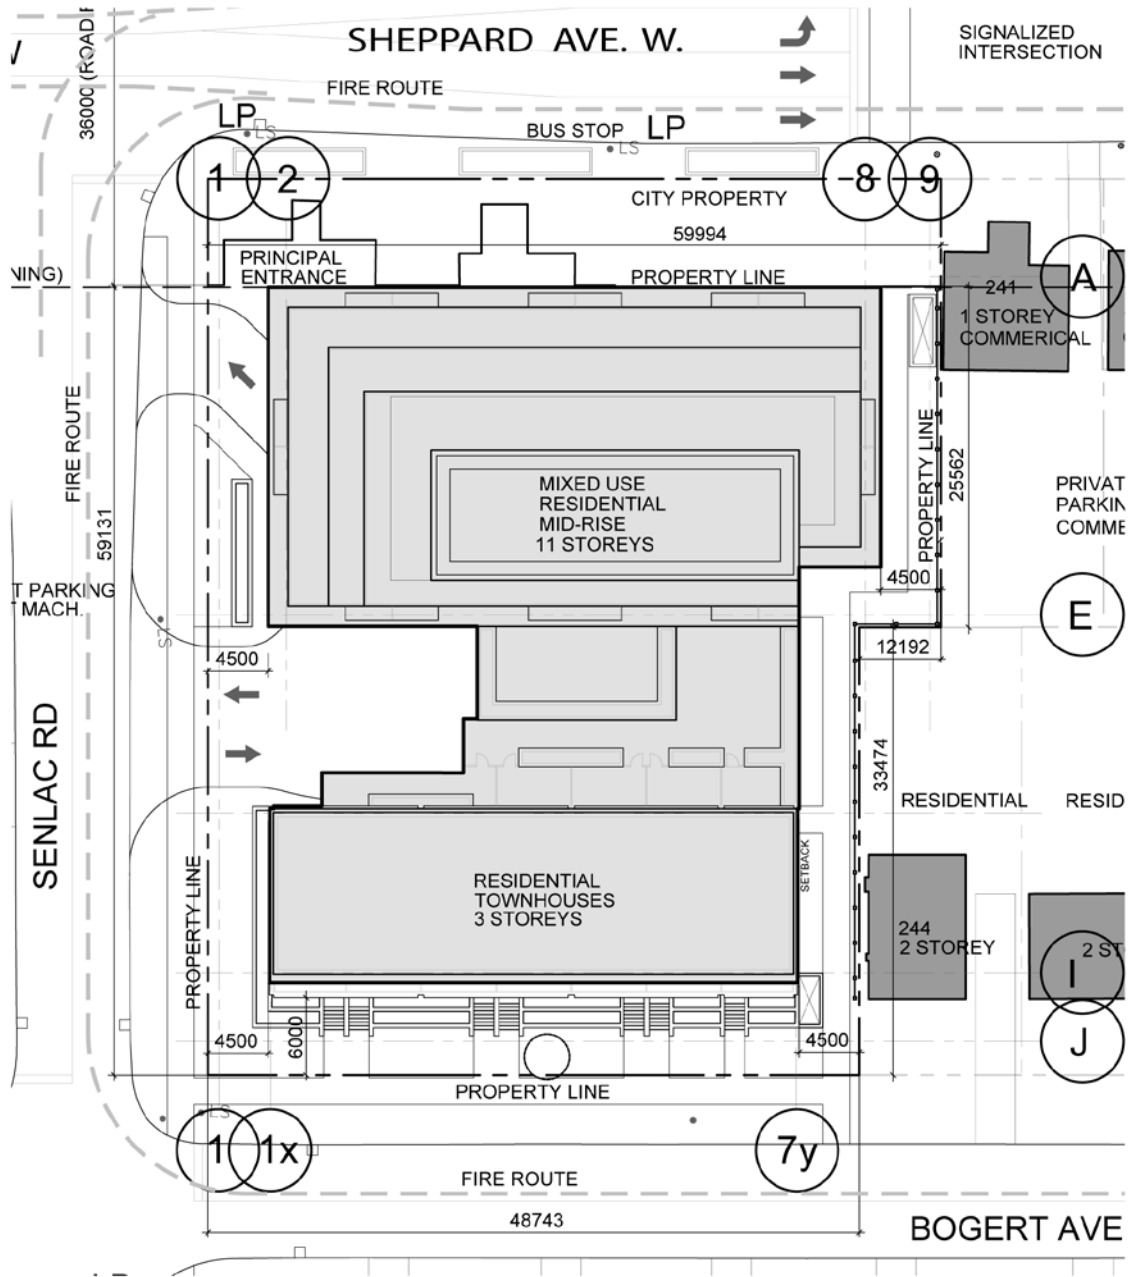 SHEPPARD AVE. W.
SIGNALIZED
INTERSECTION
36000 (ROAD
FIRE ROUTE
LP
LS
BUS STOP
LP
LS
1
2
8
9
CITY PROPERTY
59994
PRINCIPAL
ENTRANCE
PROPERTY LINE
NING)
A
241
1 STOREY
COMMERICAL
FIRE ROUTE
PROPERTY LINE
25562
MIXED USE
RESIDENTIAL
MID-RISE
11 STOREYS
PRIVAT
PARKIN
COMME
59131
4500
T PARKING
MACH.
E
LS
4500
12192
SENLAC RD
33474
RESIDENTIAL
RESID
PROPERTY LINE
SETBACK
RESIDENTIAL
TOWNHOUSES
3 STOREYS
244
2 STOREY
2 ST
I
4500
6000
4500
J
PROPERTY LINE
LS
1
1x
7y
FIRE ROUTE
48743
BOGERT AVE